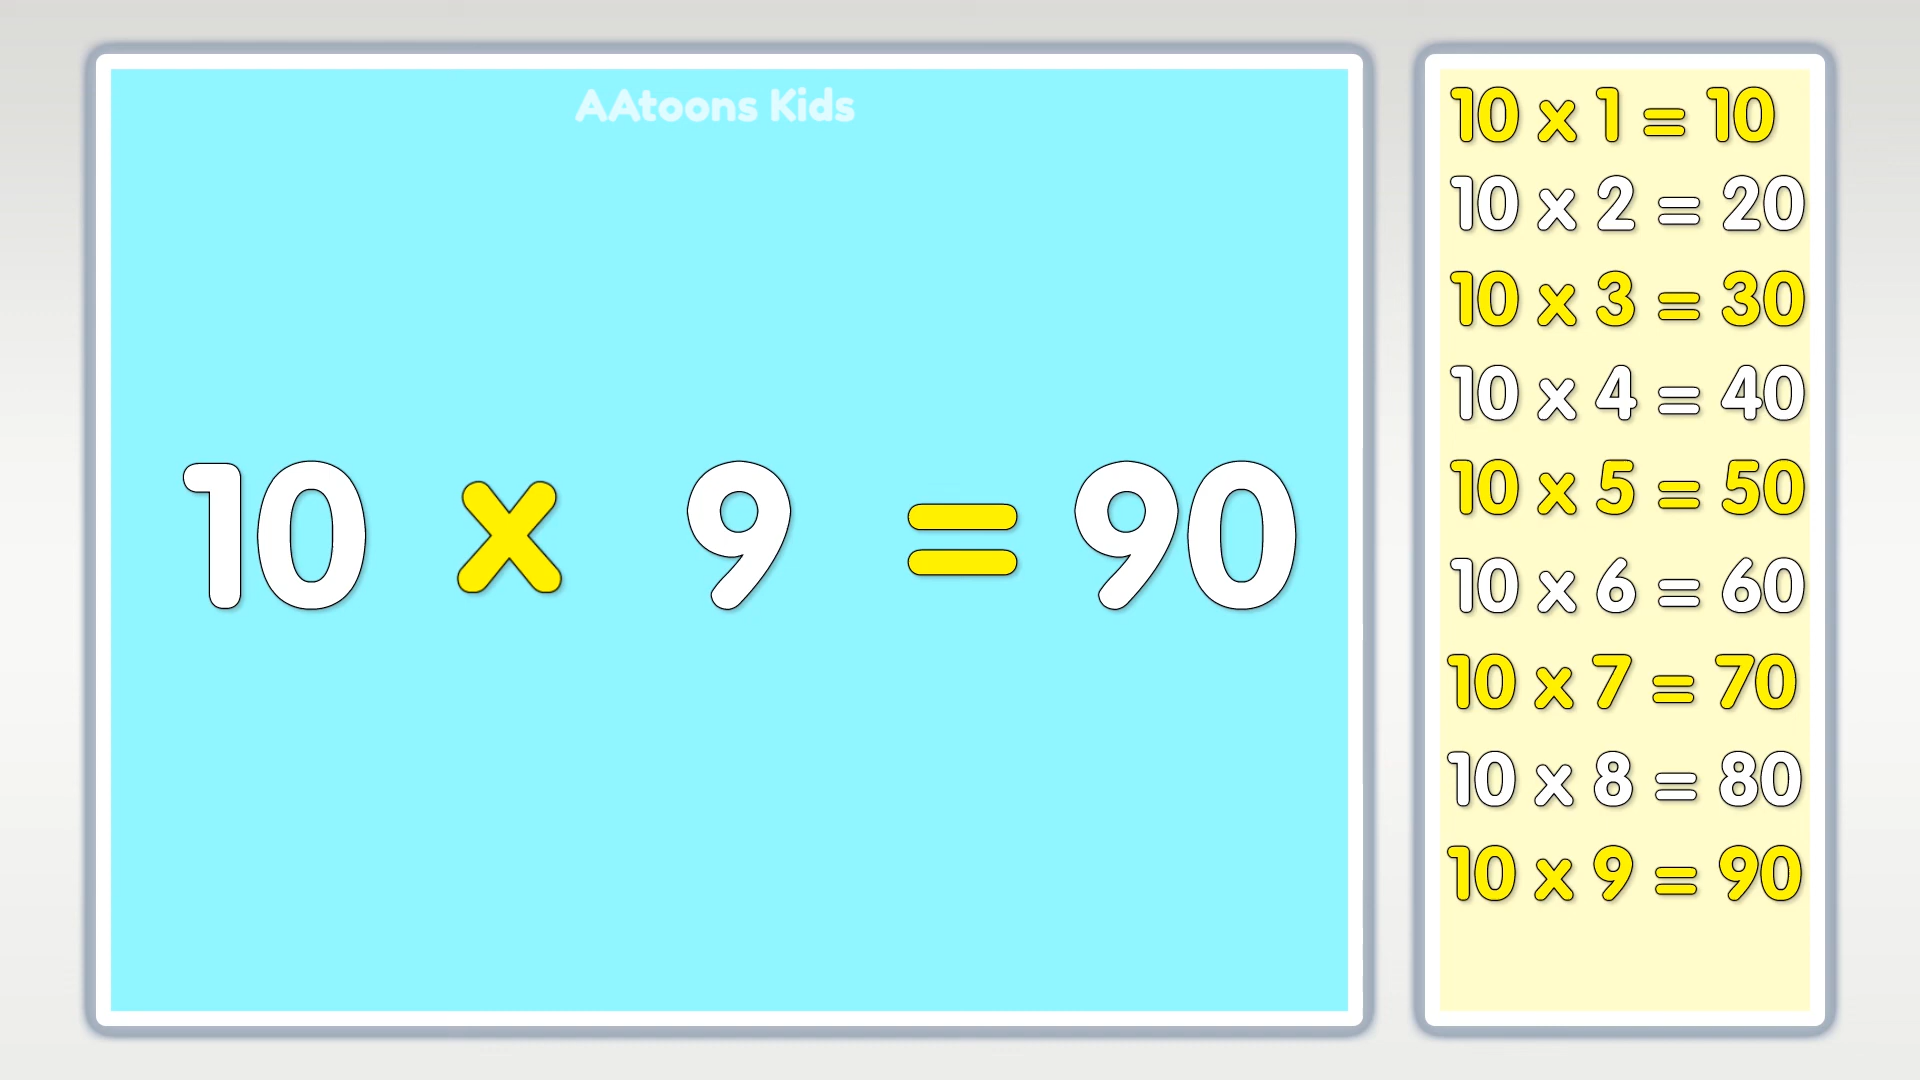 AAtoons Kids
10 x 9 = 90
10 x 1 = 10
10 x 2 = 20
10 x 3 = 30
10 x 4 = 40
10 x 5 = 50
10 x 6 = 60
10 x 7 = 70
10 x 8 = 80
10 x 9 = 90